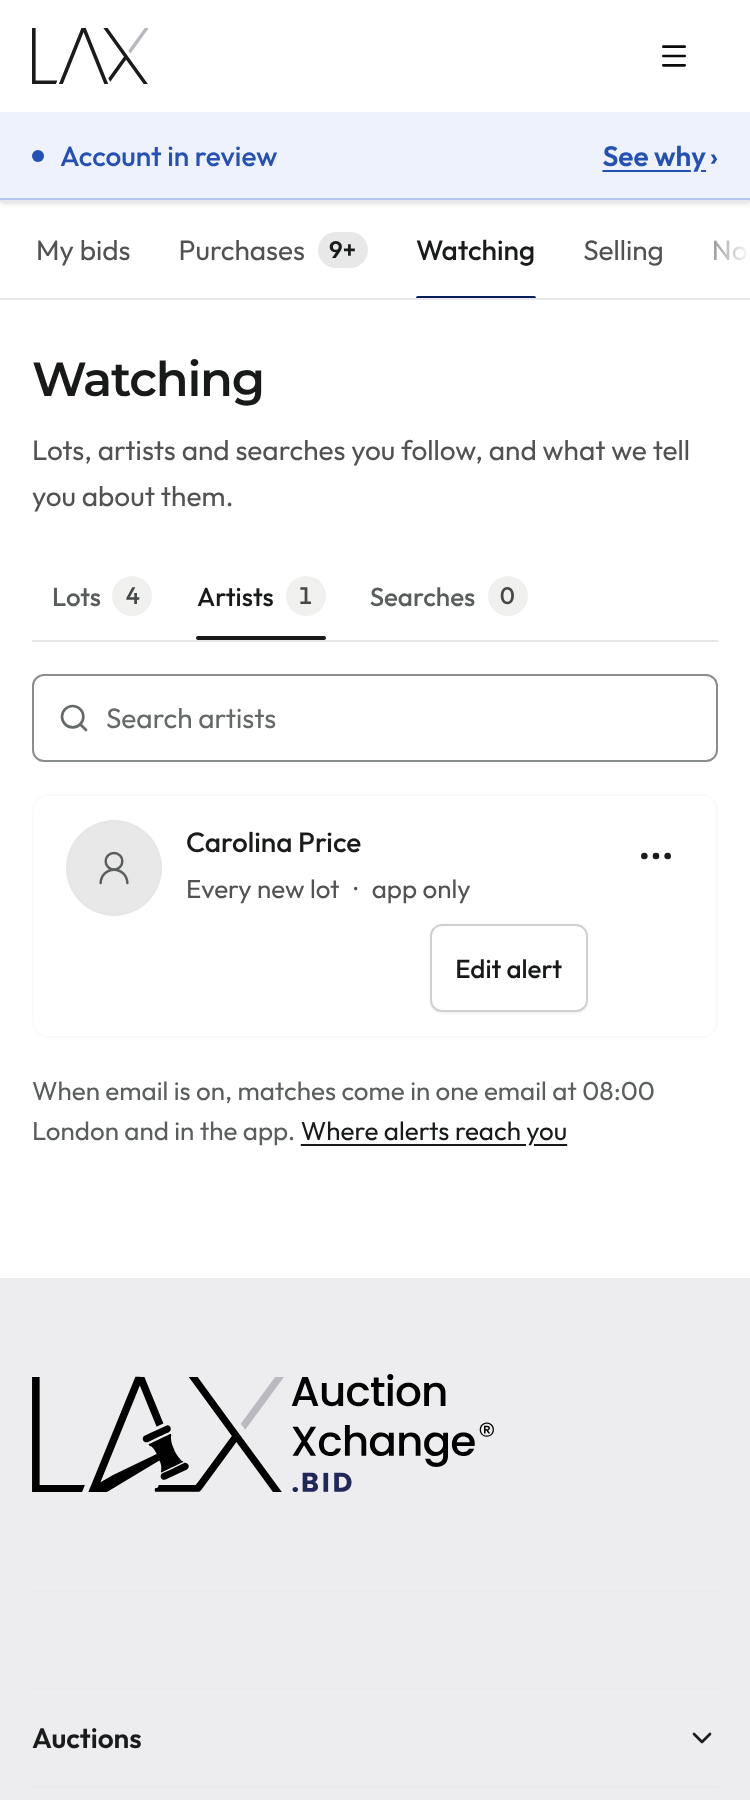 LAX
Account in review
See why ›
My bids
Purchases 9+
Watching
Selling
No
Watching
Lots, artists and searches you follow, and what we tell
you about them.
Lots 4
Artists 1
Searches 0
Search artists
Carolina Price
Every new lot · app only
Edit alert
When email is on, matches come in one email at 08:00
London and in the app. Where alerts reach you
LAX Auction
Xchange®
.BID
Auctions